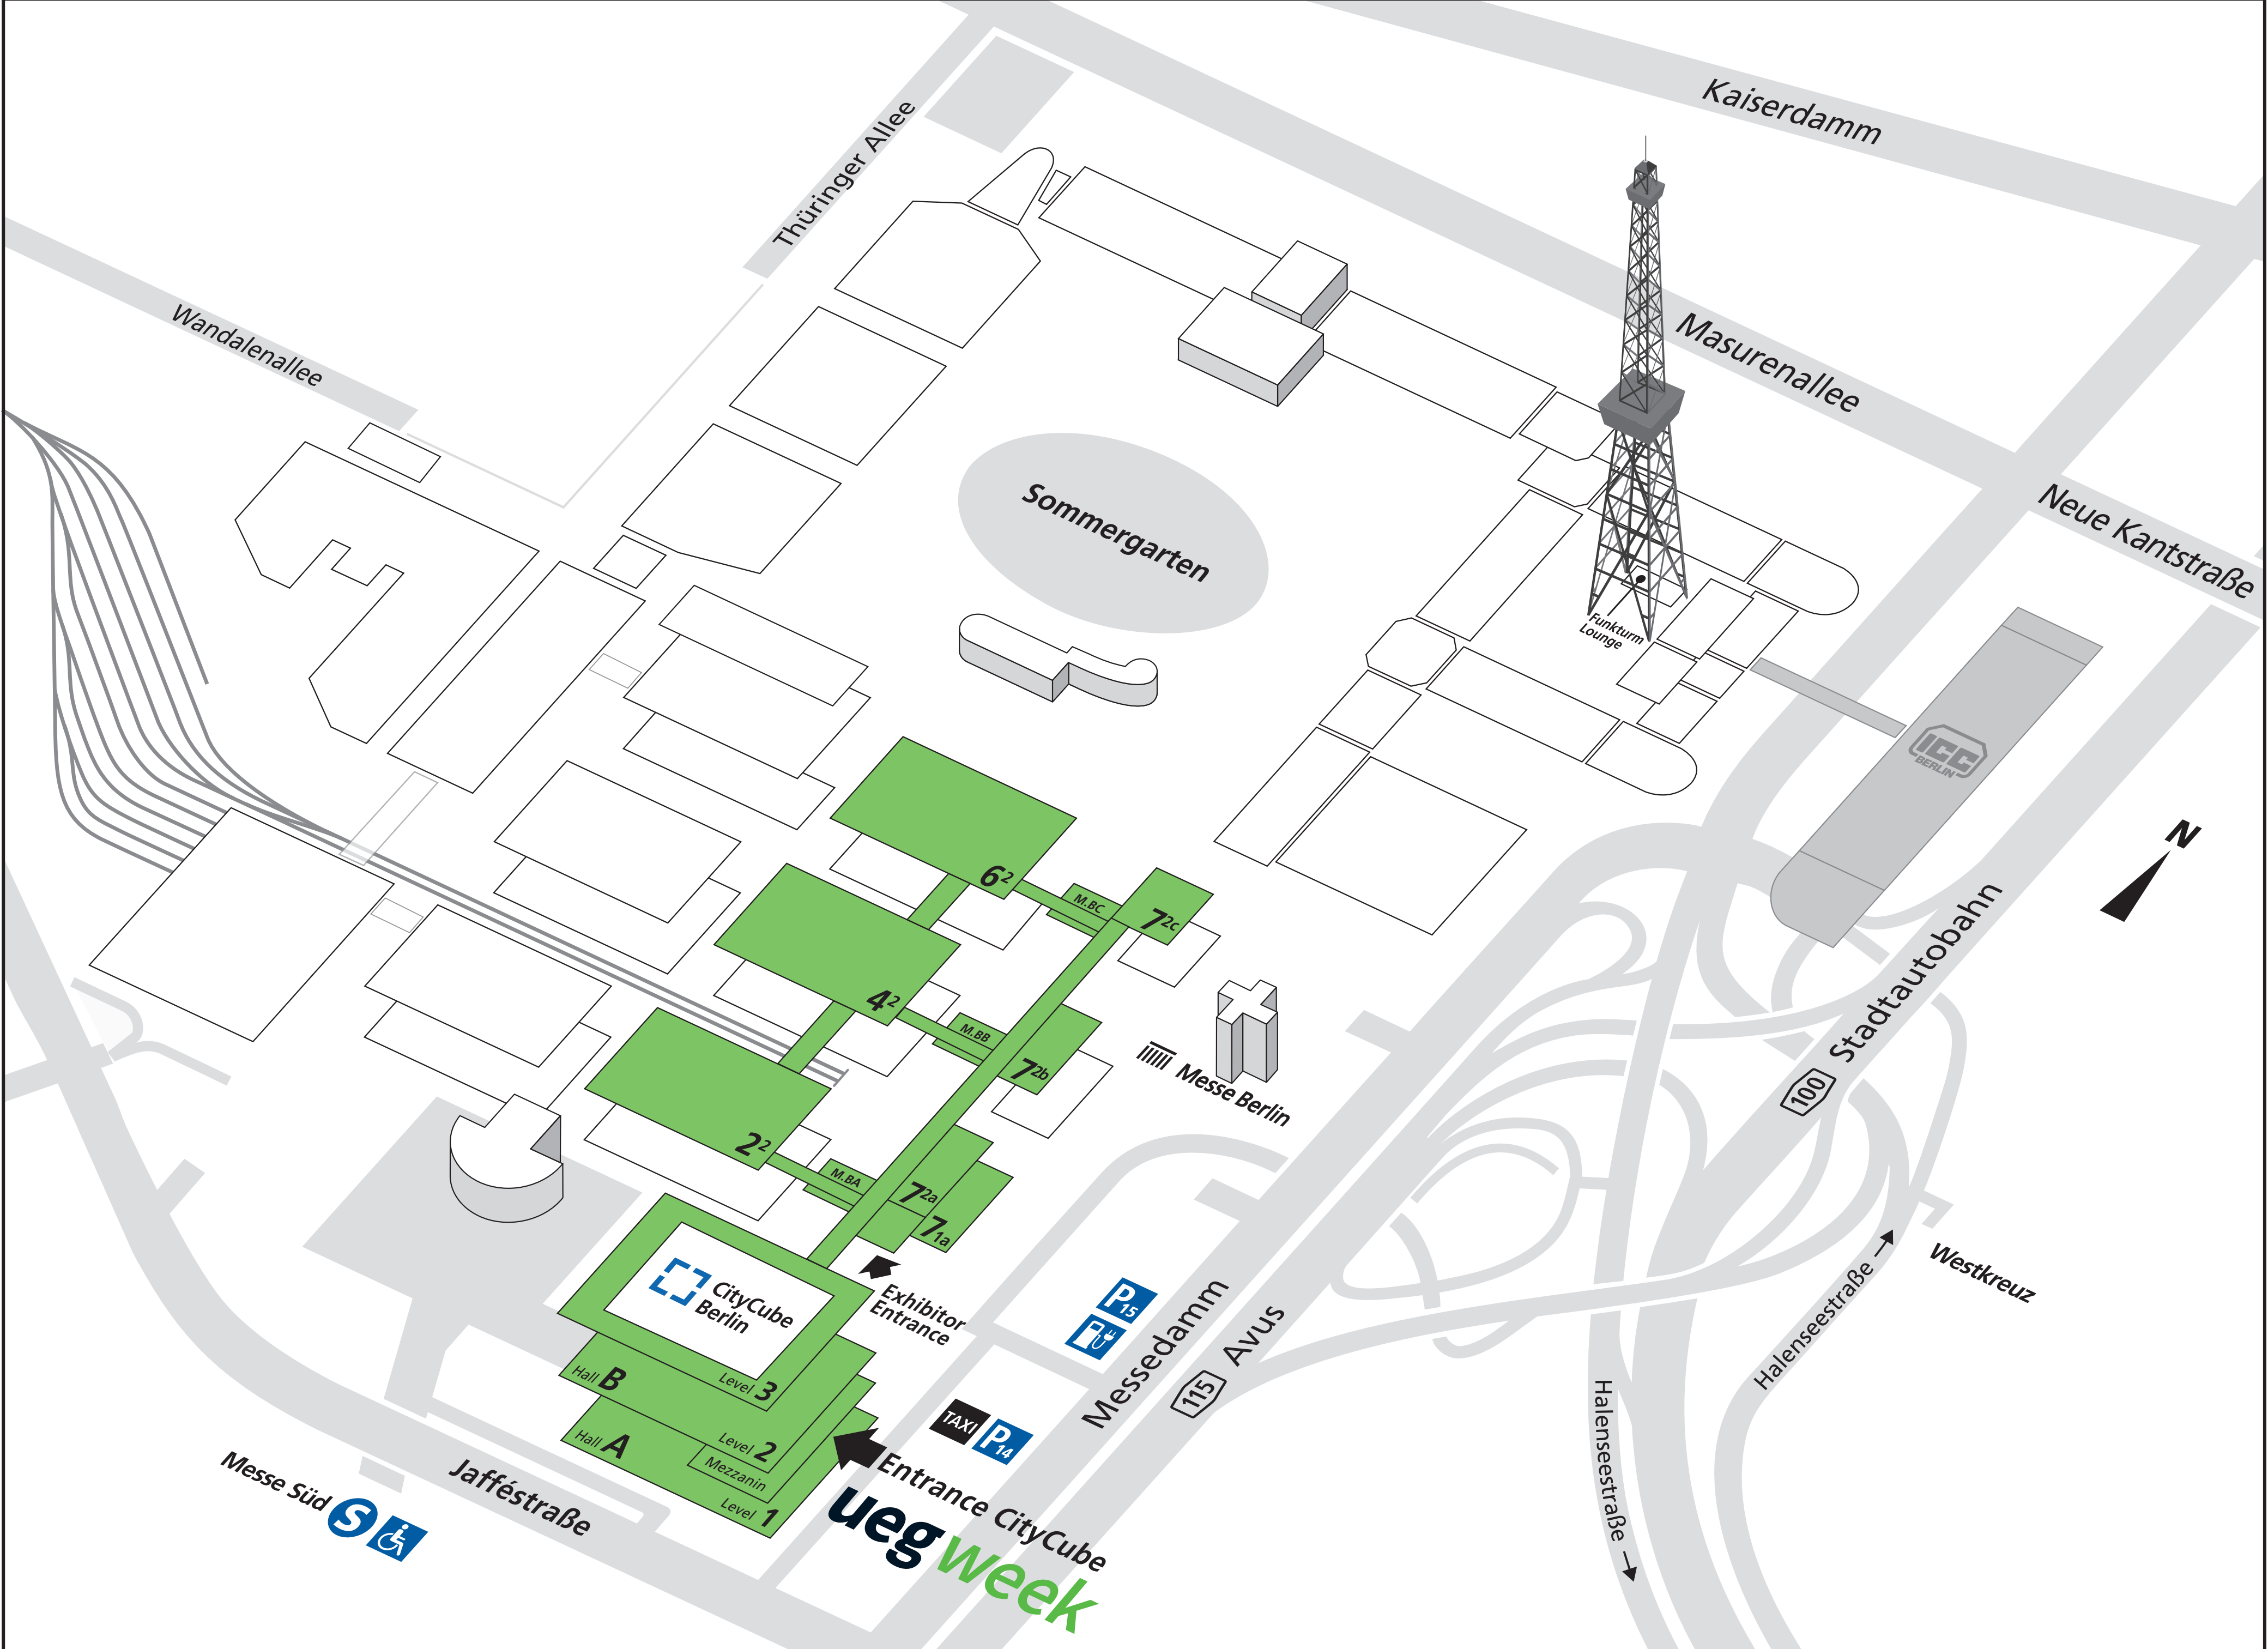 Kaiserdamm
Thüringer Allee
Masurenallee
Wandalenallee
Neue Kantstraße
Sommergarten
Funkturm
Lounge
ICC
BERLIN
N
6²
M.BC
7²ᶜ
4²
M.BB
7²ᵇ
Messe Berlin
100 Stadtautobahn
2²
M.BA
7²ᵃ
7₁ₐ
CityCube
Berlin
Exhibitor
Entrance
P15
Westkreuz
Halenseestraße
Messedamm
115 Avus
Hall B
Level 3
Hall A
Level 2
Mezzanin
Level 1
TAXI P14
Entrance CityCube
ueg week
Messe Süd S
Jafféstraße
Halenseestraße